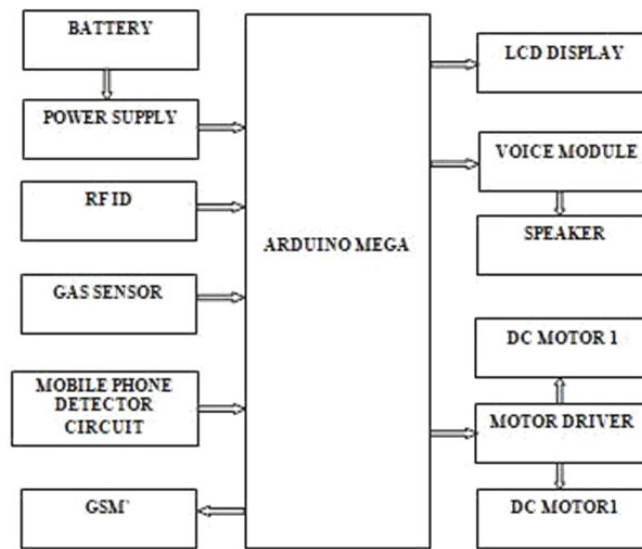 BATTERY
POWER SUPPLY
RF ID
GAS SENSOR
MOBILE PHONE
DETECTOR
CIRCUIT
GSM`
ARDUINO MEGA
LCD DISPLAY
VOICE MODULE
SPEAKER
DC MOTOR 1
MOTOR DRIVER
DC MOTOR1